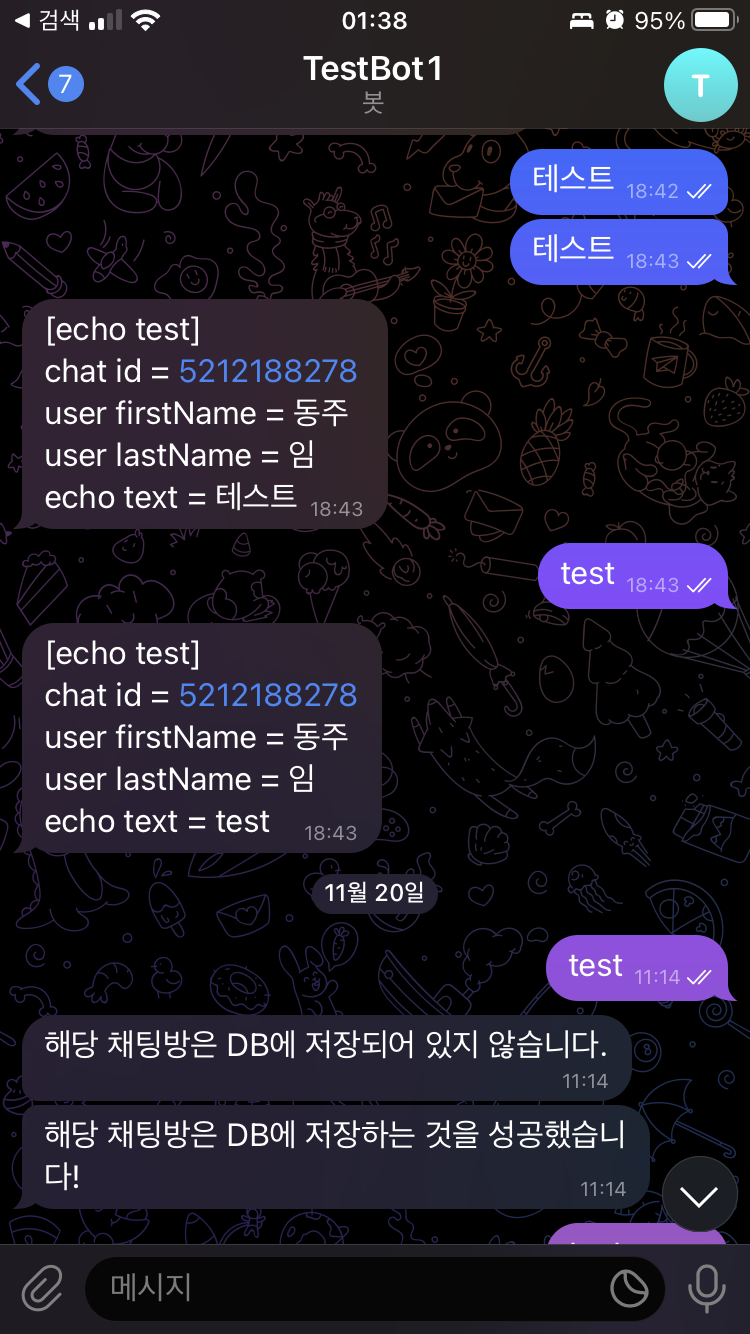 검색
01:38
95%
7
TestBot1
봇
T
테스트 18:42
테스트 18:43
[echo test]
chat id = 5212188278
user firstName = 동주
user lastName = 임
echo text = 테스트 18:43
test 18:43
[echo test]
chat id = 5212188278
user firstName = 동주
user lastName = 임
echo text = test 18:43
11월 20일
test 11:14
해당 채팅방은 DB에 저장되어 있지 않습니다.
11:14
해당 채팅방은 DB에 저장하는 것을 성공했습니
다!
11:14
메시지